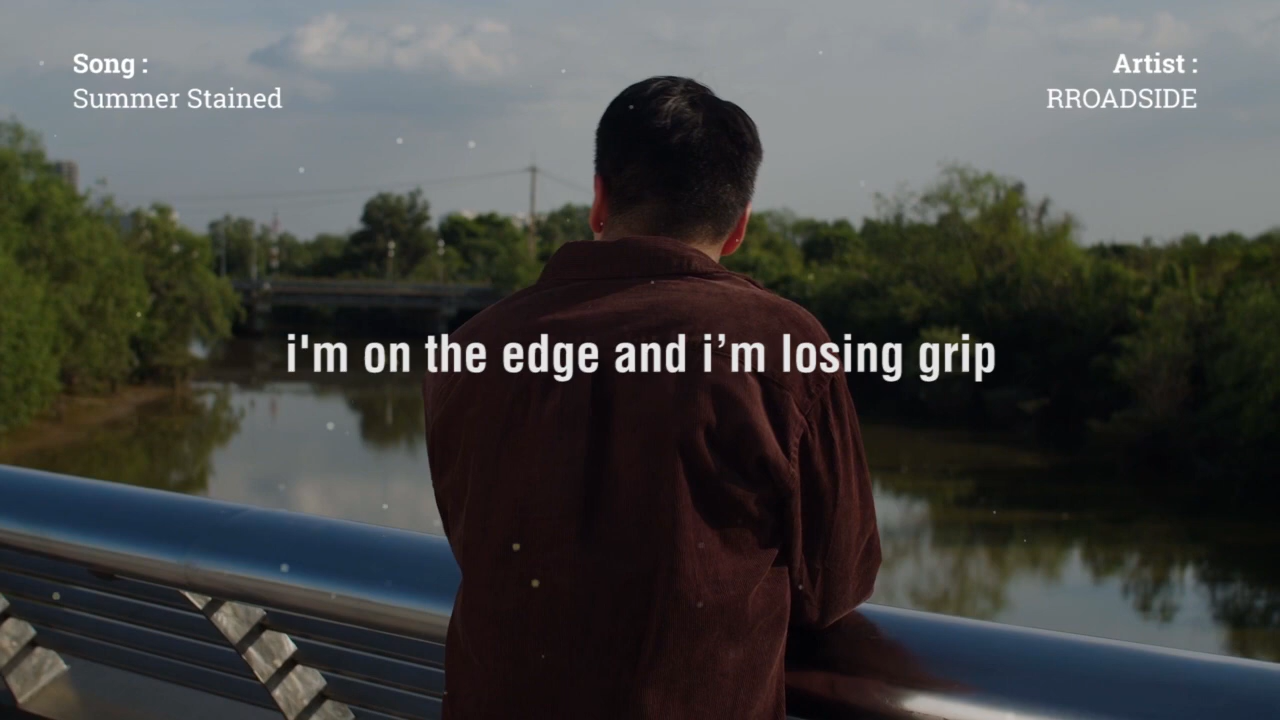 Song :
Summer Stained
Artist :
RROADSIDE
i'm on the edge and i’m losing grip